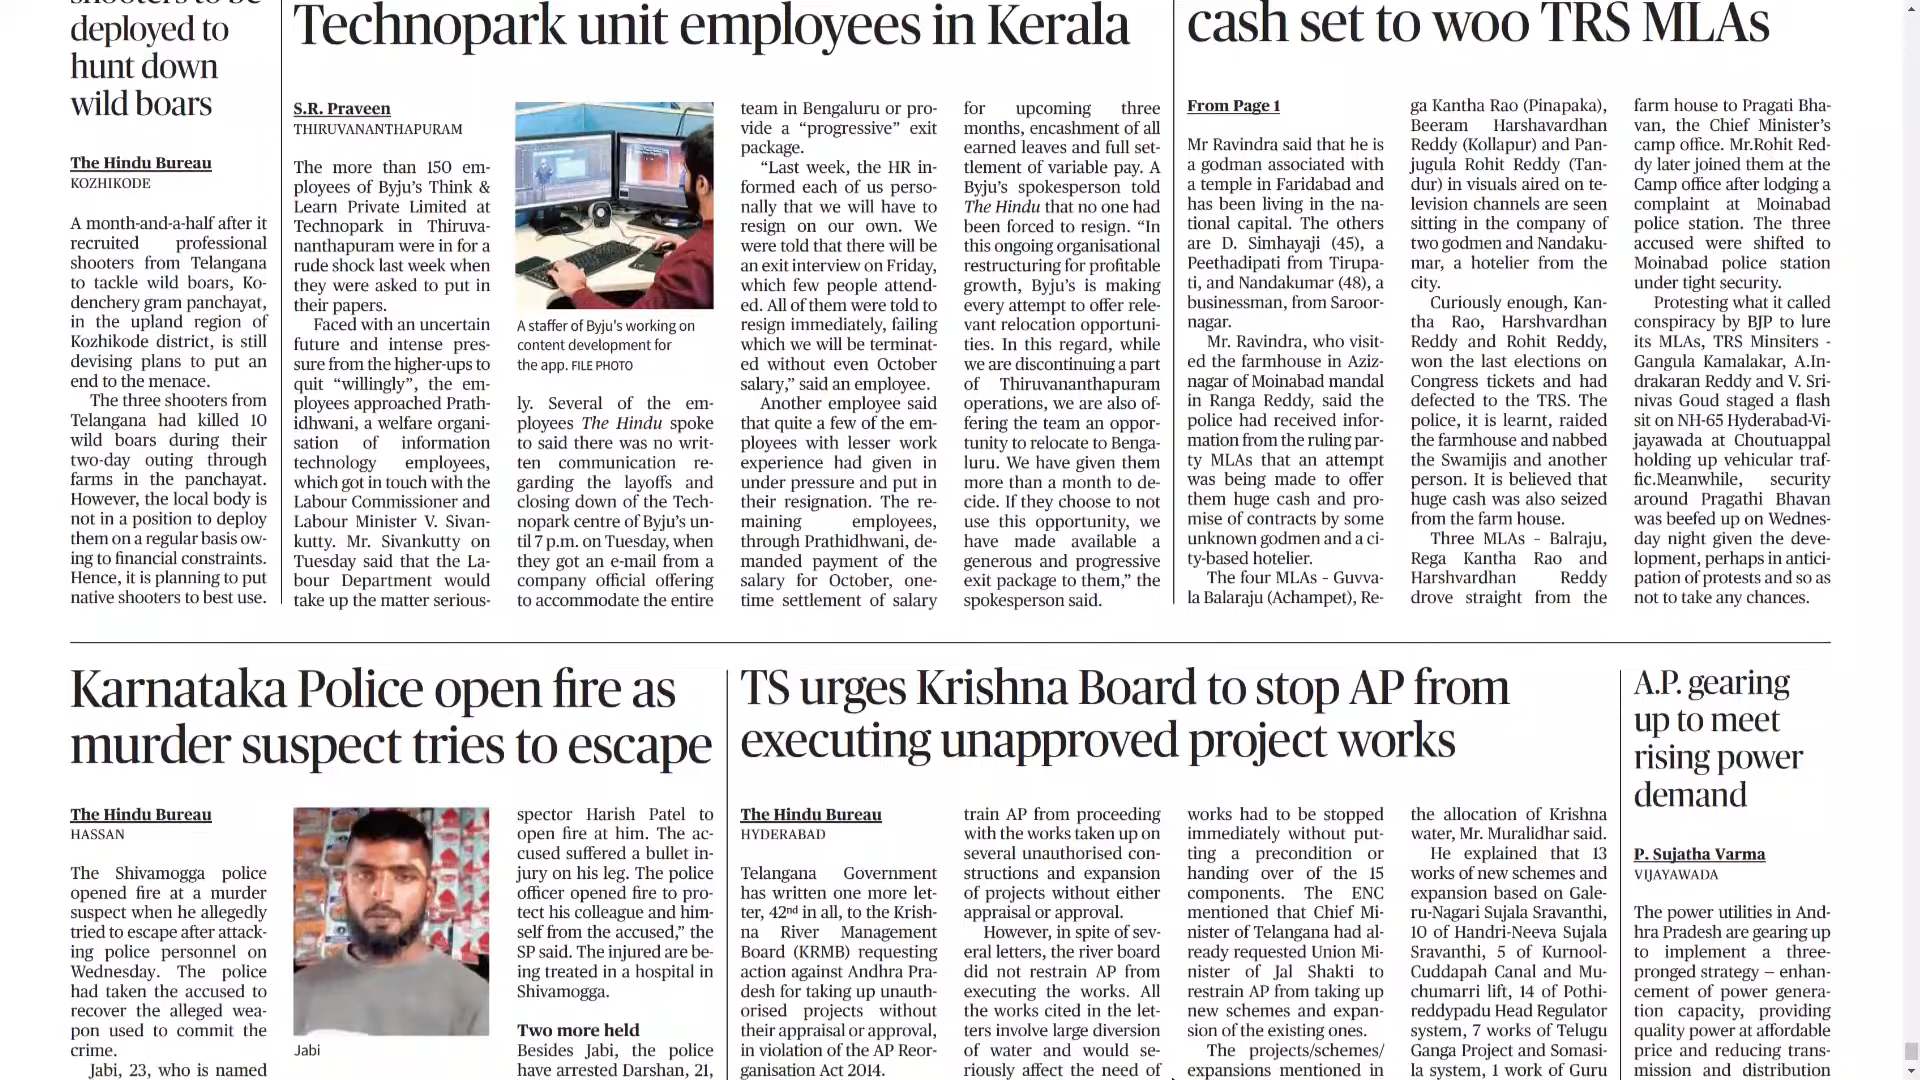 shooters to be
deployed to
hunt down
wild boars
The Hindu Bureau
KOZHIKODE
A month-and-a-half after it
recruited professional
shooters from Telangana
to tackle wild boars, Ko-
denchery gram panchayat,
in the upland region of
Kozhikode district, is still
devising plans to put an
end to the menace.
The three shooters from
Telangana had killed 10
wild boars during their
two-day outing through
farms in the panchayat.
However, the local body is
not in a position to deploy
them on a regular basis ow-
ing to financial constraints.
Hence, it is planning to put
native shooters to best use.
Technopark unit employees in Kerala
S.R. Praveen
THIRUVANANTHAPURAM
The more than 150 em-
ployees of Byju’s Think &
Learn Private Limited at
Technopark in Thiruva-
nanthapuram were in for a
rude shock last week when
they were asked to put in
their papers.
Faced with an uncertain
future and intense pres-
sure from the higher-ups to
quit “willingly”, the em-
ployees approached Prath-
idhwani, a welfare organi-
sation of information
technology employees,
which got in touch with the
Labour Commissioner and
Labour Minister V. Sivan-
kutty. Mr. Sivankutty on
Tuesday said that the La-
bour Department would
take up the matter serious-
A staffer of Byju's working on
content development for
the app. FILE PHOTO
ly. Several of the em-
ployees The Hindu spoke
to said there was no writ-
ten communication re-
garding the layoffs and
closing down of the Tech-
nopark centre of Byju’s un-
til 7 p.m. on Tuesday, when
they got an e-mail from a
company official offering
to accommodate the entire
team in Bengaluru or pro-
vide a “progressive” exit
package.
“Last week, the HR in-
formed each of us perso-
nally that we will have to
resign on our own. We
were told that there will be
an exit interview on Friday,
which few people attend-
ed. All of them were told to
resign immediately, failing
which we will be terminat-
ed without even October
salary,” said an employee.
Another employee said
that quite a few of the em-
ployees with lesser work
experience had given in
under pressure and put in
their resignation. The re-
maining employees,
through Prathidhwani, de-
manded payment of the
salary for October, one-
time settlement of salary
for upcoming three
months, encashment of all
earned leaves and full set-
tlement of variable pay. A
Byju’s spokesperson told
The Hindu that no one had
been forced to resign. “In
this ongoing organisational
restructuring for profitable
growth, Byju’s is making
every attempt to offer rele-
vant relocation opportuni-
ties. In this regard, while
we are discontinuing a part
of Thiruvananthapuram
operations, we are also of-
fering the team an oppor-
tunity to relocate to Benga-
luru. We have given them
more than a month to de-
cide. If they choose to not
use this opportunity, we
have made available a
generous and progressive
exit package to them,” the
spokesperson said.
cash set to woo TRS MLAs
From Page 1
Mr Ravindra said that he is
a godman associated with
a temple in Faridabad and
has been living in the na-
tional capital. The others
are D. Simhayaji (45), a
Peethadipati from Tirupa-
ti, and Nandakumar (48), a
businessman, from Saroor-
nagar.
Mr. Ravindra, who visit-
ed the farmhouse in Aziz-
nagar of Moinabad mandal
in Ranga Reddy, said the
police had received infor-
mation from the ruling par-
ty MLAs that an attempt
was being made to offer
them huge cash and pro-
mise of contracts by some
unknown godmen and a ci-
ty-based hotelier.
The four MLAs - Guvva-
la Balaraju (Achampet), Re-
ga Kantha Rao (Pinapaka),
Beeram Harshavardhan
Reddy (Kollapur) and Pan-
jugula Rohit Reddy (Tan-
dur) in visuals aired on te-
levision channels are seen
sitting in the company of
two godmen and Nandaku-
mar, a hotelier from the
city.
Curiously enough, Kan-
tha Rao, Harshvardhan
Reddy and Rohit Reddy,
won the last elections on
Congress tickets and had
defected to the TRS. The
police, it is learnt, raided
the farmhouse and nabbed
the Swamijis and another
person. It is believed that
huge cash was also seized
from the farm house.
Three MLAs - Balraju,
Rega Kantha Rao and
Harshvardhan Reddy
drove straight from the
farm house to Pragati Bha-
van, the Chief Minister’s
camp office. Mr.Rohit Red-
dy later joined them at the
Camp office after lodging a
complaint at Moinabad
police station. The three
accused were shifted to
Moinabad police station
under tight security.
Protesting what it called
conspiracy by BJP to lure
its MLAs, TRS Minsiters -
Gangula Kamalakar, A.In-
drakaran Reddy and V. Sri-
nivas Goud staged a flash
sit on NH-65 Hyderabad-Vi-
jayawada at Choutuappal
holding up vehicular traf-
fic.Meanwhile, security
around Pragathi Bhavan
was beefed up on Wednes-
day night given the deve-
lopment, perhaps in antici-
pation of protests and so as
not to take any chances.
Karnataka Police open fire as
murder suspect tries to escape
The Hindu Bureau
HASSAN
The Shivamogga police
opened fire at a murder
suspect when he allegedly
tried to escape after attack-
ing police personnel on
Wednesday. The police
had taken the accused to
recover the alleged wea-
pon used to commit the
crime.
Jabi, 23, who is named
Jabi
spector Harish Patel to
open fire at him. The ac-
cused suffered a bullet in-
jury on his leg. The police
officer opened fire to pro-
tect his colleague and him-
self from the accused,” the
SP said. The injured are be-
ing treated in a hospital in
Shivamogga.
Two more held
Besides Jabi, the police
have arrested Darshan, 21,
TS urges Krishna Board to stop AP from
executing unapproved project works
The Hindu Bureau
HYDERABAD
Telangana Government
has written one more let-
ter, 42nd in all, to the Krish-
na River Management
Board (KRMB) requesting
action against Andhra Pra-
desh for taking up unauth-
orised projects without
their appraisal or approval,
in violation of the AP Reor-
ganisation Act 2014.
train AP from proceeding
with the works taken up on
several unauthorised con-
structions and expansion
of projects without either
appraisal or approval.
However, in spite of sev-
eral letters, the river board
did not restrain AP from
executing the works. All
the works cited in the let-
ters involve large diversion
of water and would se-
riously affect the need of
works had to be stopped
immediately without put-
ting a precondition or
handing over of the 15
components. The ENC
mentioned that Chief Mi-
nister of Telangana had al-
ready requested Union Mi-
nister of Jal Shakti to
restrain AP from taking up
new schemes and expan-
sion of the existing ones.
The projects/schemes/
expansions mentioned in
the allocation of Krishna
water, Mr. Muralidhar said.
He explained that 13
works of new schemes and
expansion based on Gale-
ru-Nagari Sujala Sravanthi,
10 of Handri-Neeva Sujala
Sravanthi, 5 of Kurnool-
Cuddapah Canal and Mu-
chumarri lift, 14 of Pothi-
reddypadu Head Regulator
system, 7 works of Telugu
Ganga Project and Somasi-
la system, 1 work of Guru
A.P. gearing
up to meet
rising power
demand
P. Sujatha Varma
VIJAYAWADA
The power utilities in And-
hra Pradesh are gearing up
to implement a three-
pronged strategy – enhan-
cement of power genera-
tion capacity, providing
quality power at affordable
price and reducing trans-
mission and distribution